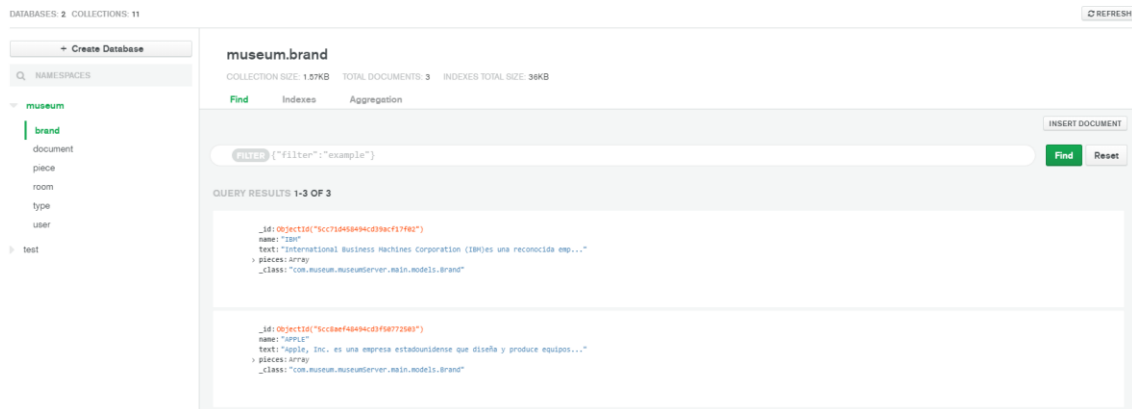 DATABASES: 2 COLLECTIONS: 11
REFRESH
+ Create Database
NAMESPACES
museum
brand
document
piece
room
type
user
test
museum.brand
COLLECTION SIZE: 1.57KB TOTAL DOCUMENTS: 3 INDEXES TOTAL SIZE: 36KB
Find Indexes Aggregation
INSERT DOCUMENT
FILTER {"filter":"example"}
Find Reset
QUERY RESULTS 1-3 OF 3
_id: ObjectId("5cc71d458494cd39acf17f02")
name: "IBM"
text: "International Business Machines Corporation (IBM)es una reconocida emp..."
> pieces: Array
_class: "com.museum.museumServer.main.models.Brand"
_id: ObjectId("5cc8aef48494cd3f50772503")
name: "APPLE"
text: "Apple, Inc. es una empresa estadounidense que diseña y produce equipos..."
> pieces: Array
_class: "com.museum.museumServer.main.models.Brand"